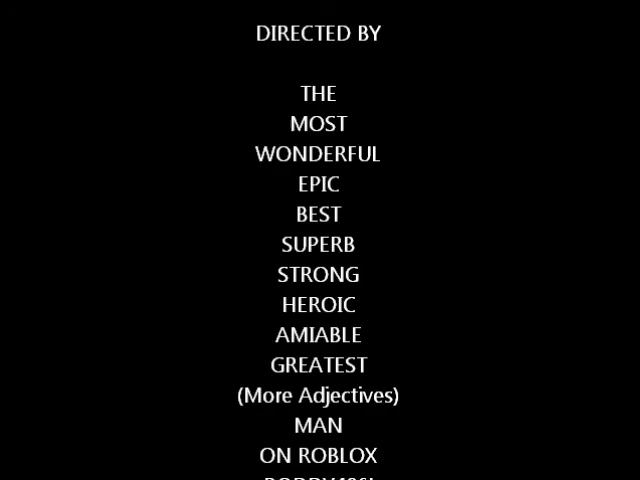 DIRECTED BY
THE
MOST
WONDERFUL
EPIC
BEST
SUPERB
STRONG
HEROIC
AMIABLE
GREATEST
(More Adjectives)
MAN
ON ROBLOX